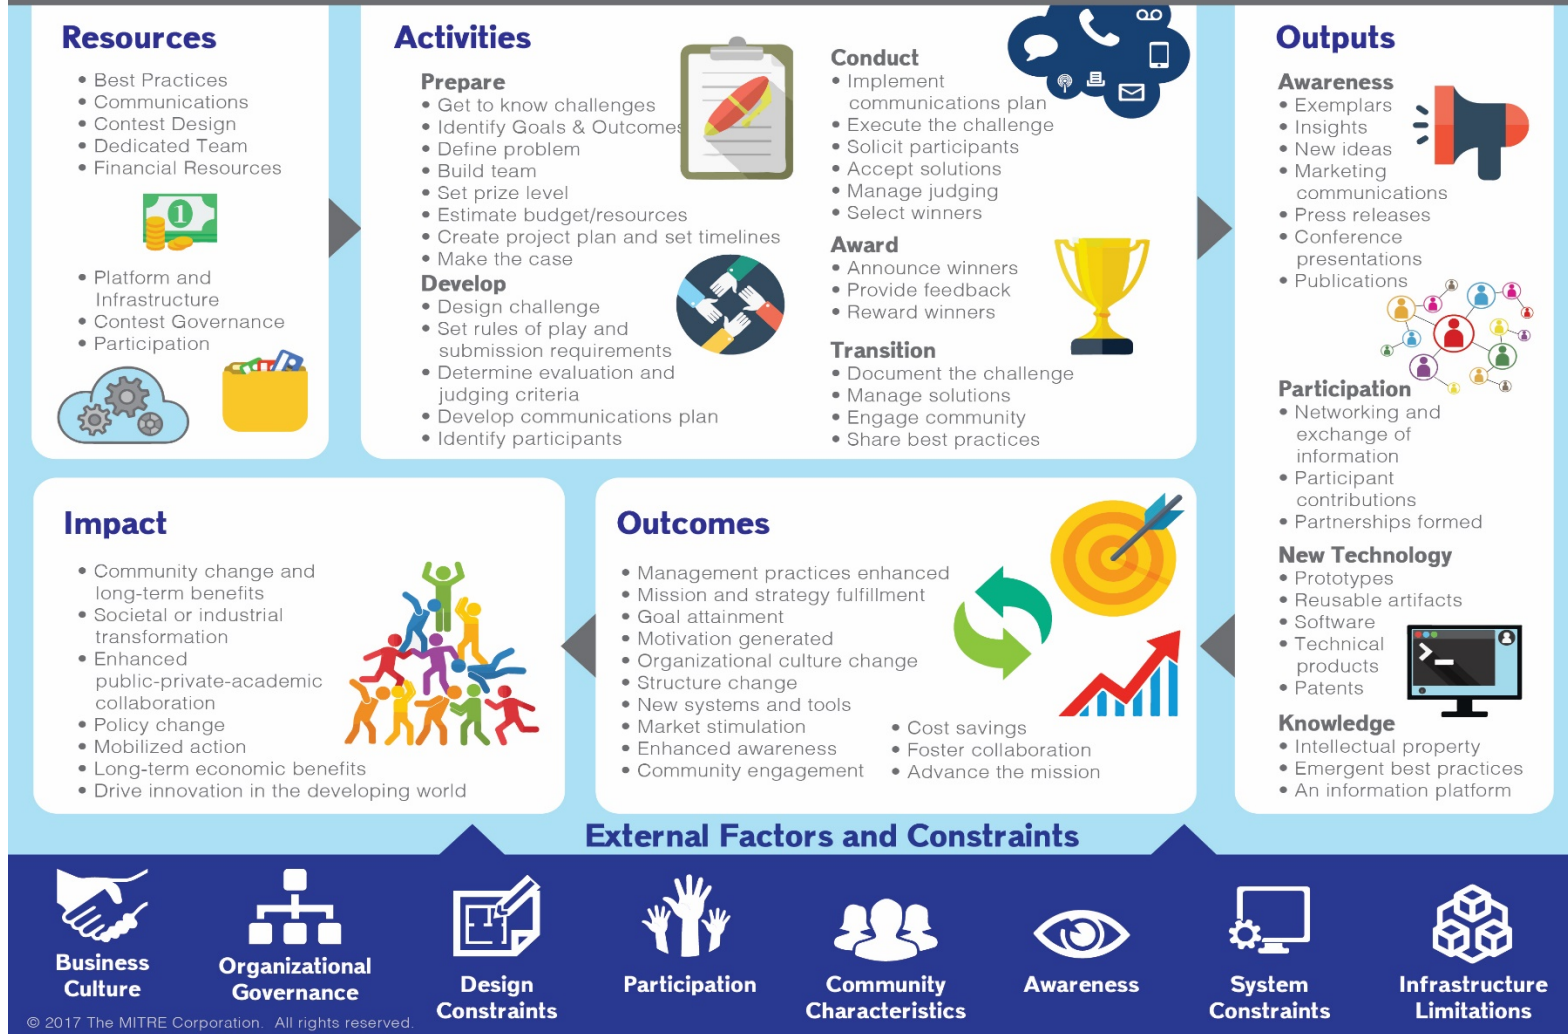 Resources
• Best Practices
• Communications
• Contest Design
• Dedicated Team
• Financial Resources
1
• Platform and
Infrastructure
• Contest Governance
• Participation
Activities
Prepare
• Get to know challenges
• Identify Goals & Outcomes
• Define problem
• Build team
• Set prize level
• Estimate budget/resources
• Create project plan and set timelines
• Make the case
Develop
• Design challenge
• Set rules of play and
submission requirements
• Determine evaluation and
judging criteria
• Develop communications plan
• Identify participants
Conduct
• Implement
communications plan
• Execute the challenge
• Solicit participants
• Accept solutions
• Manage judging
• Select winners
Award
• Announce winners
• Provide feedback
• Reward winners
Transition
• Document the challenge
• Manage solutions
• Engage community
• Share best practices
Outputs
Awareness
• Exemplars
• Insights
• New ideas
• Marketing
communications
• Press releases
• Conference
presentations
• Publications
Participation
• Networking and
exchange of
information
• Participant
contributions
• Partnerships formed
New Technology
• Prototypes
• Reusable artifacts
• Software
• Technical
products
• Patents
Knowledge
• Intellectual property
• Emergent best practices
• An information platform
Outcomes
• Management practices enhanced
• Mission and strategy fulfillment
• Goal attainment
• Motivation generated
• Organizational culture change
• Structure change
• New systems and tools
• Market stimulation
• Enhanced awareness
• Community engagement
• Cost savings
• Foster collaboration
• Advance the mission
Impact
• Community change and
long-term benefits
• Societal or industrial
transformation
• Enhanced
public-private-academic
collaboration
• Policy change
• Mobilized action
• Long-term economic benefits
• Drive innovation in the developing world
External Factors and Constraints
Business
Culture
Organizational
Governance
Design
Constraints
Participation
Community
Characteristics
Awareness
System
Constraints
Infrastructure
Limitations
© 2017 The MITRE Corporation. All rights reserved.